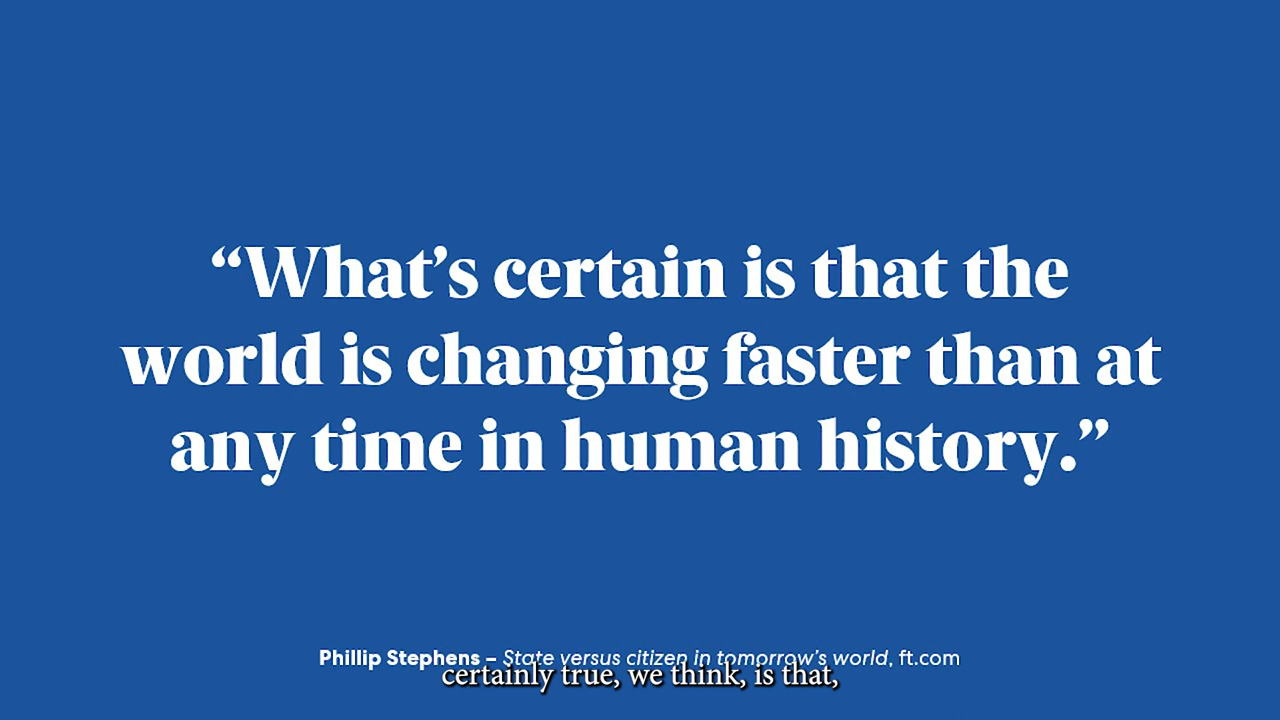 “What’s certain is that the
world is changing faster than at
any time in human history.”
Phillip Stephens – State versus citizen in tomorrow’s world, ft.com
certainly true, we think, is that,